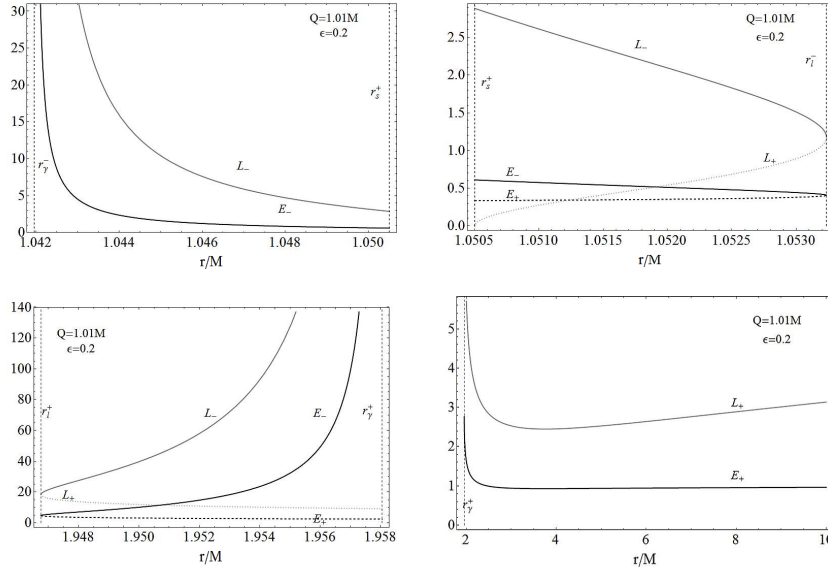 Q=1.01M
ϵ=0.2
30
25
20
15
10
5
0
r_γ^-
r_s^+
L_-
E_-
1.042
1.044
1.046
1.048
1.050
r/M
Q=1.01M
ϵ=0.2
2.5
2.0
1.5
1.0
0.5
0.0
L_-
r_s^+
r_l^-
L_+
E_-
E_+
1.0505
1.0510
1.0515
1.0520
1.0525
1.0530
r/M
140
120
100
80
60
40
20
0
Q=1.01M
ϵ=0.2
r_l^+
L_-
E_-
r_γ^+
L_+
E_+
1.948
1.950
1.952
1.954
1.956
1.958
r/M
5
4
3
2
1
0
Q=1.01M
ϵ=0.2
L_+
E_+
r_γ^+
2
4
6
8
10
r/M